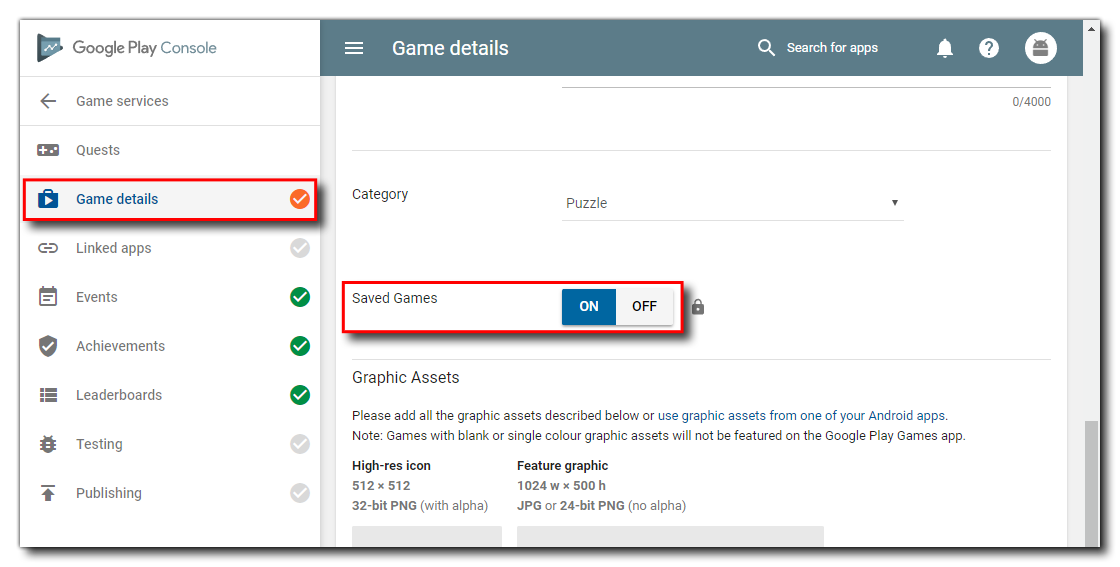 Google Play Console
Game details
Search for apps
Game services
Quests
Game details
Linked apps
Events
Achievements
Leaderboards
Testing
Publishing
0/4000
Category
Puzzle
Saved Games
ON
OFF
Graphic Assets
Please add all the graphic assets described below or use graphic assets from one of your Android apps.
Note: Games with blank or single colour graphic assets will not be featured on the Google Play Games app.
High-res icon
512 × 512
32-bit PNG (with alpha)
Feature graphic
1024 w × 500 h
JPG or 24-bit PNG (no alpha)